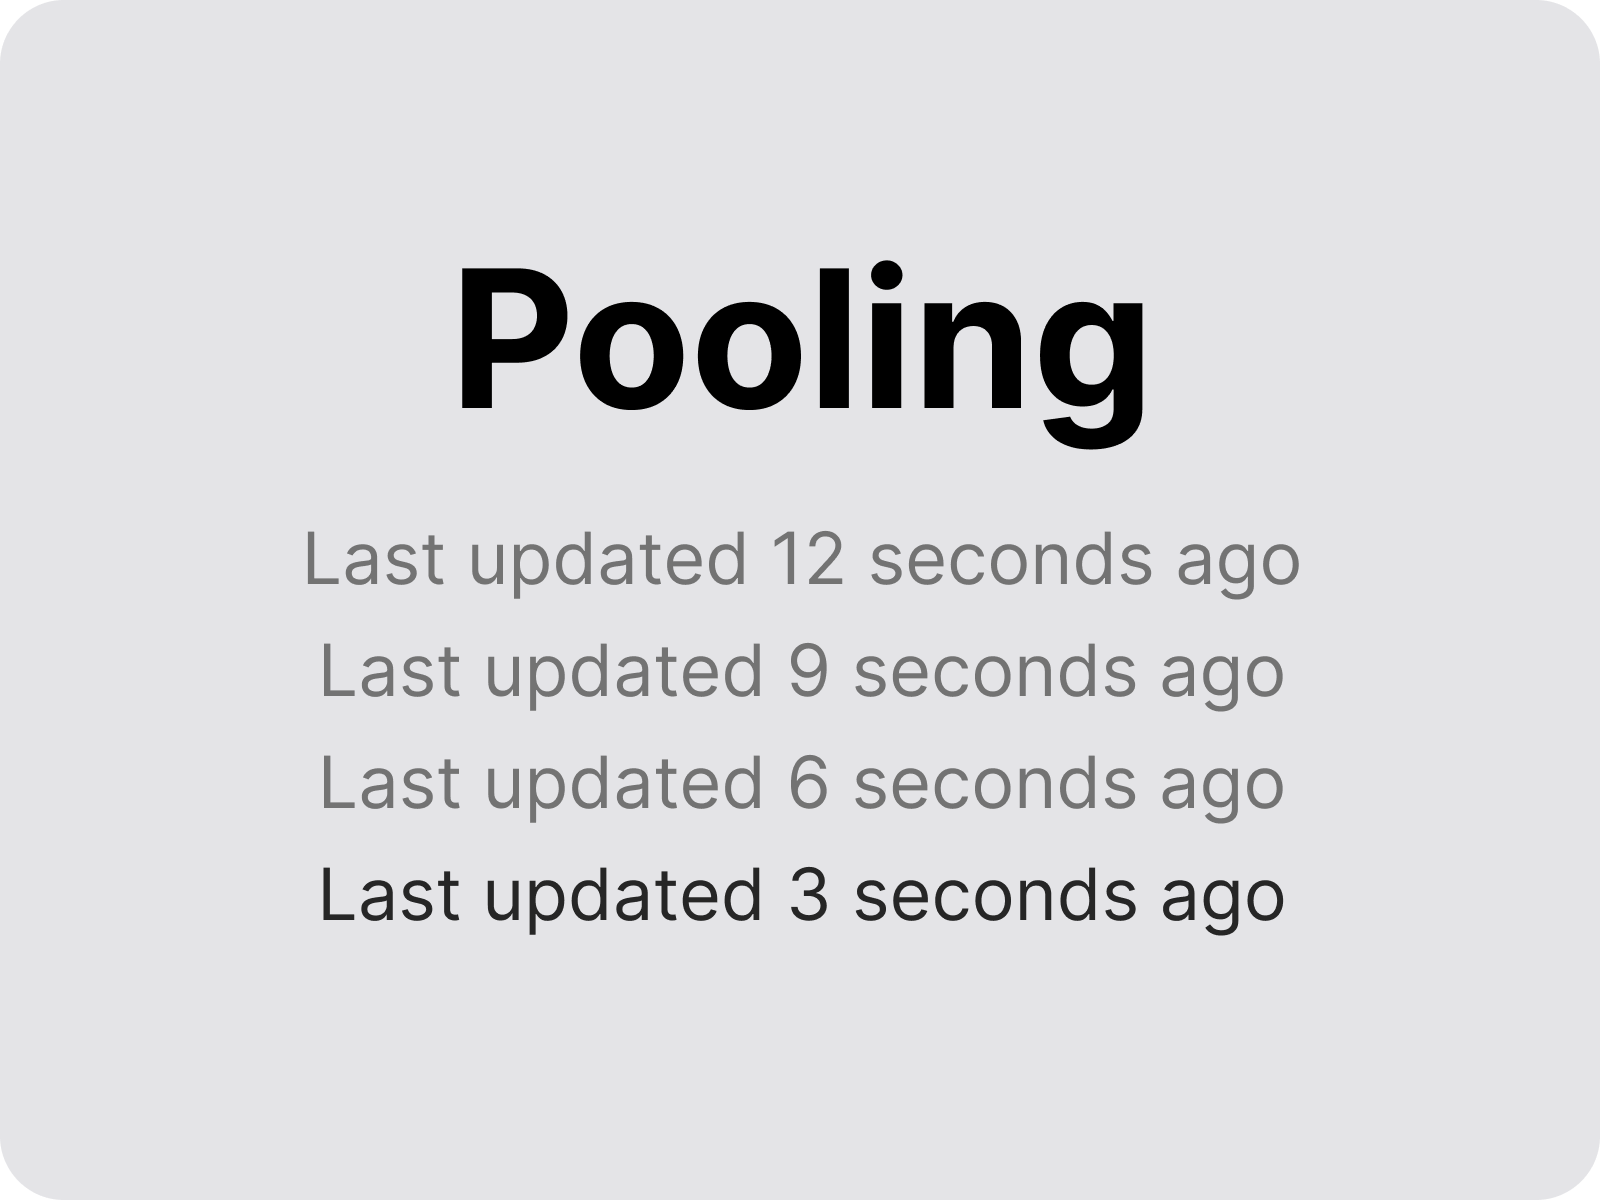 Pooling
Last updated 12 seconds ago
Last updated 9 seconds ago
Last updated 6 seconds ago
Last updated 3 seconds ago